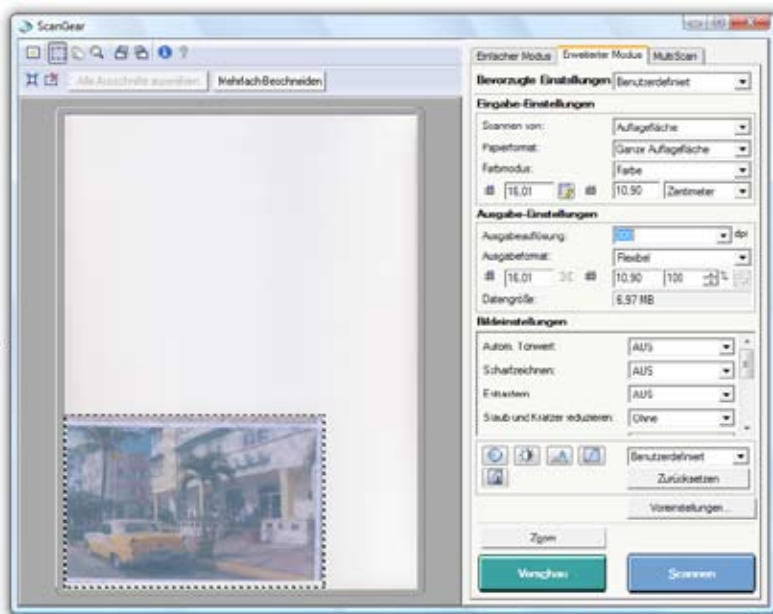 ScanGear
Alle Ausschnitte auswählen Mehrfach-Beschneiden
Einfacher Modus Erweiterter Modus Multi-Scan
Bevorzugte Einstellungen Benutzerdefiniert
Eingabe-Einstellungen
Scannen von: Auflagefläche
Papierformat: Ganze Auflagefläche
Farbmodus: Farbe
16,01 10,90 Zentimeter
Ausgabe-Einstellungen
Ausgabeauflösung: dpi
Ausgabeformat: Flexibel
16,01 10,90 100 %
Datengröße: 6,97 MB
Bildeinstellungen
Autom. Tonwert: AUS
Scharfzeichnen: AUS
Entrastern AUS
Staub und Kratzer reduzieren: Ohne
Benutzerdefiniert
Zurücksetzen
Voreinstellungen...
Zoom
Vorschau Scannen